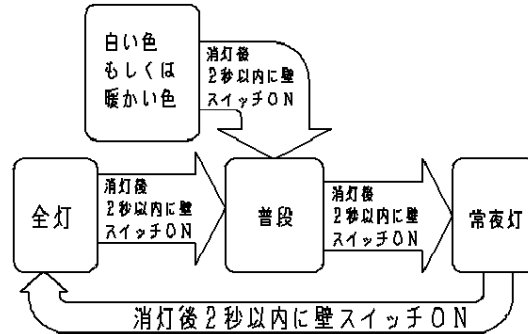 白い色
もしくは
暖かい色
消灯後
2秒以内に壁
スイッチON
全灯
消灯後
2秒以内に壁
スイッチON
普段
消灯後
2秒以内に壁
スイッチON
常夜灯
消灯後2秒以内に壁スイッチON